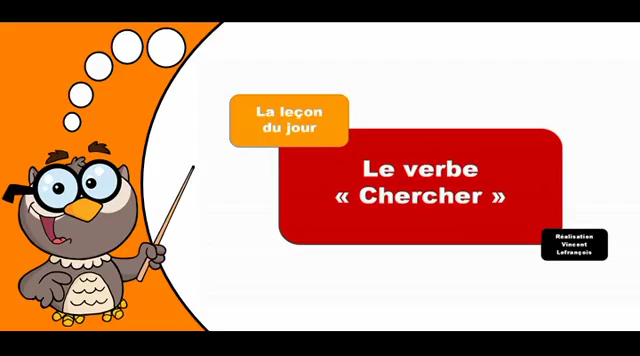 La leçon
du jour
Le verbe
« Chercher »
Réalisation
Vincent
Lefrançois